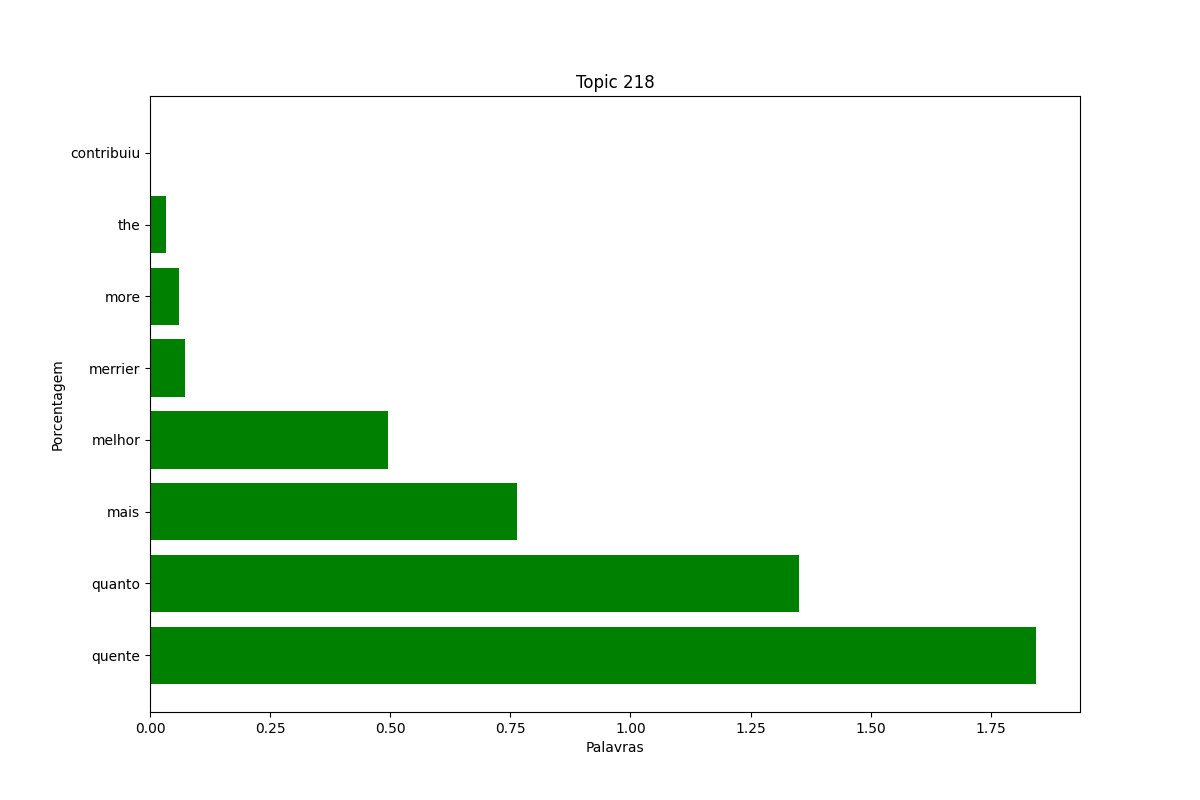 Topic 218
contribuiu
the
more
merrier
melhor
mais
quanto
quente
Porcentagem
0.00 0.25 0.50 0.75 1.00 1.25 1.50 1.75
Palavras